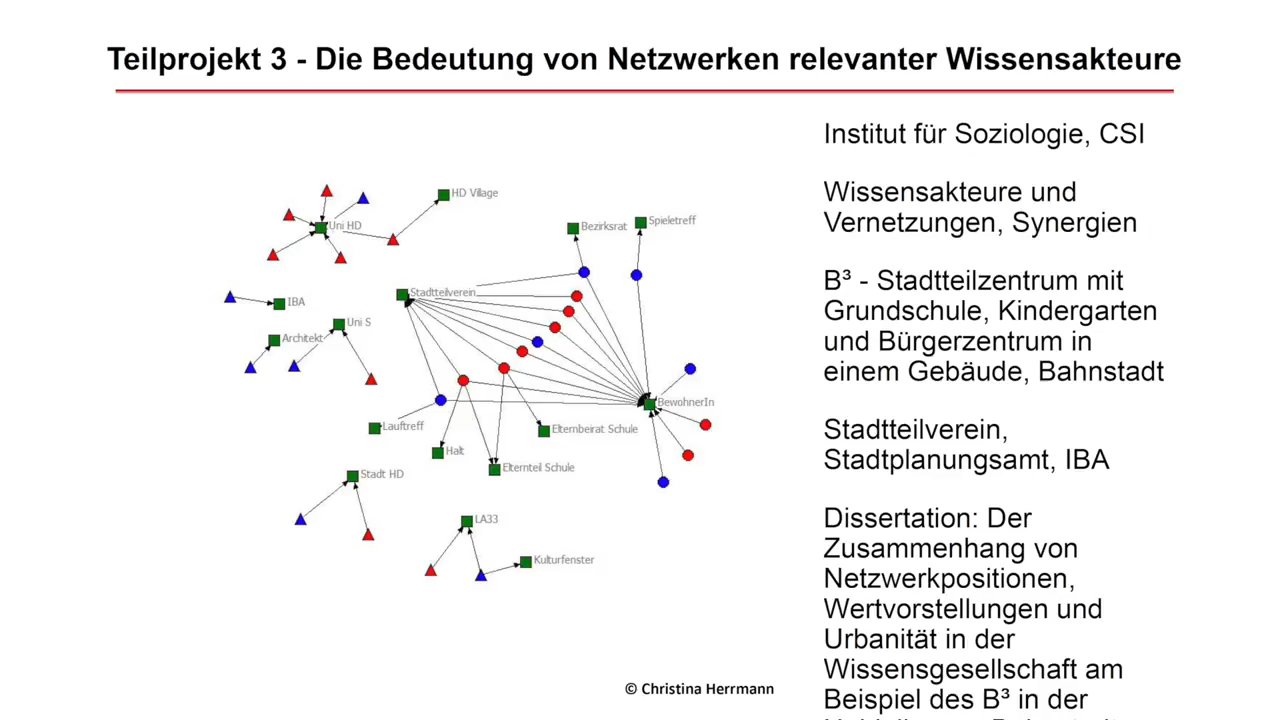 Teilprojekt 3 - Die Bedeutung von Netzwerken relevanter Wissensakteure
HD Village
Uni HD
Bezirksrat
Spieletreff
Stadtteilverein
IBA
Uni S
Architekt
BewohnerIn
Lauftreff
Elternbeirat Schule
Halt
Elternteil Schule
Stadt HD
LA33
Kulturfenster
© Christina Herrmann
Institut für Soziologie, CSI
Wissensakteure und
Vernetzungen, Synergien
B³ - Stadtteilzentrum mit
Grundschule, Kindergarten
und Bürgerzentrum in
einem Gebäude, Bahnstadt
Stadtteilverein,
Stadtplanungsamt, IBA
Dissertation: Der
Zusammenhang von
Netzwerkpositionen,
Wertvorstellungen und
Urbanität in der
Wissensgesellschaft am
Beispiel des B³ in der